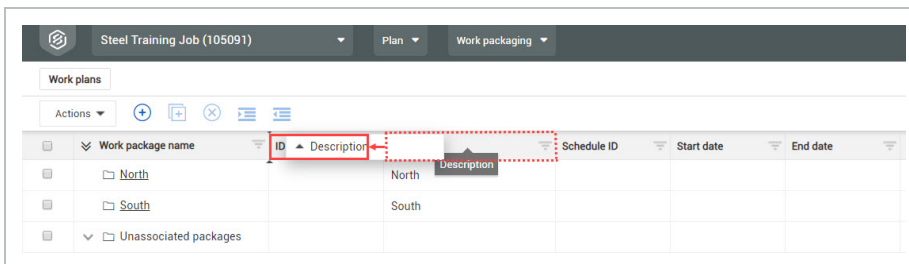 Steel Training Job (105091) Plan Work packaging
Work plans
Actions
Work package name ID Description Schedule ID Start date End date
Description
North North
South South
Unassociated packages